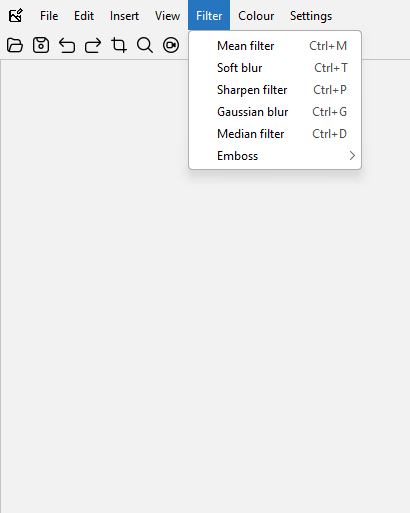 File Edit Insert View Filter Colour Settings
Mean filter Ctrl+M
Soft blur Ctrl+T
Sharpen filter Ctrl+P
Gaussian blur Ctrl+G
Median filter Ctrl+D
Emboss